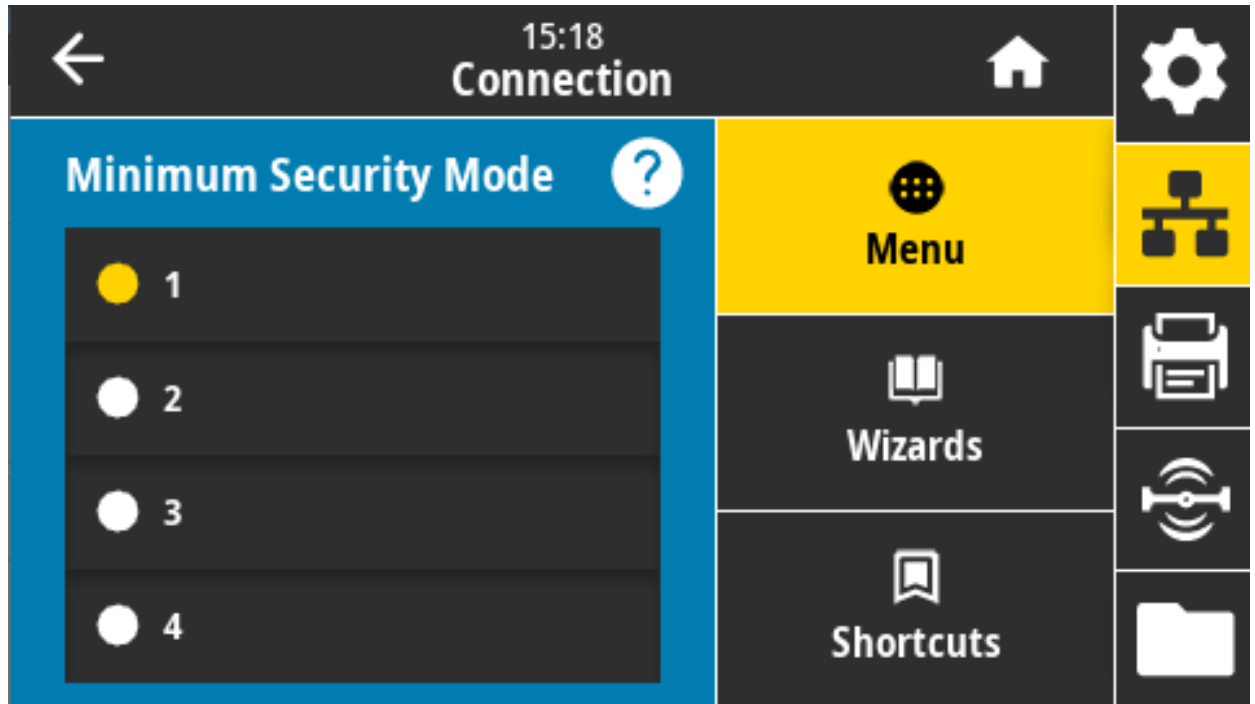 15:18
Connection
Minimum Security Mode ?
1
2
3
4
Menu
Wizards
Shortcuts